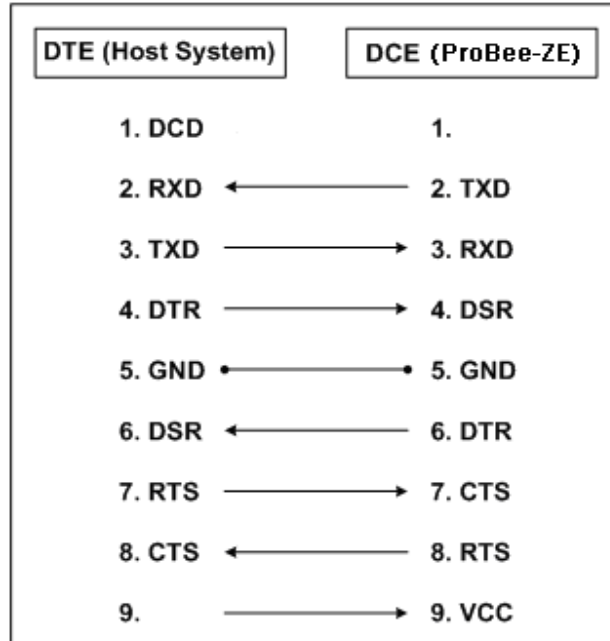 DTE (Host System) DCE (ProBee-ZE)
1. DCD 1.
2. RXD 2. TXD
3. TXD 3. RXD
4. DTR 4. DSR
5. GND 5. GND
6. DSR 6. DTR
7. RTS 7. CTS
8. CTS 8. RTS
9. 9. VCC